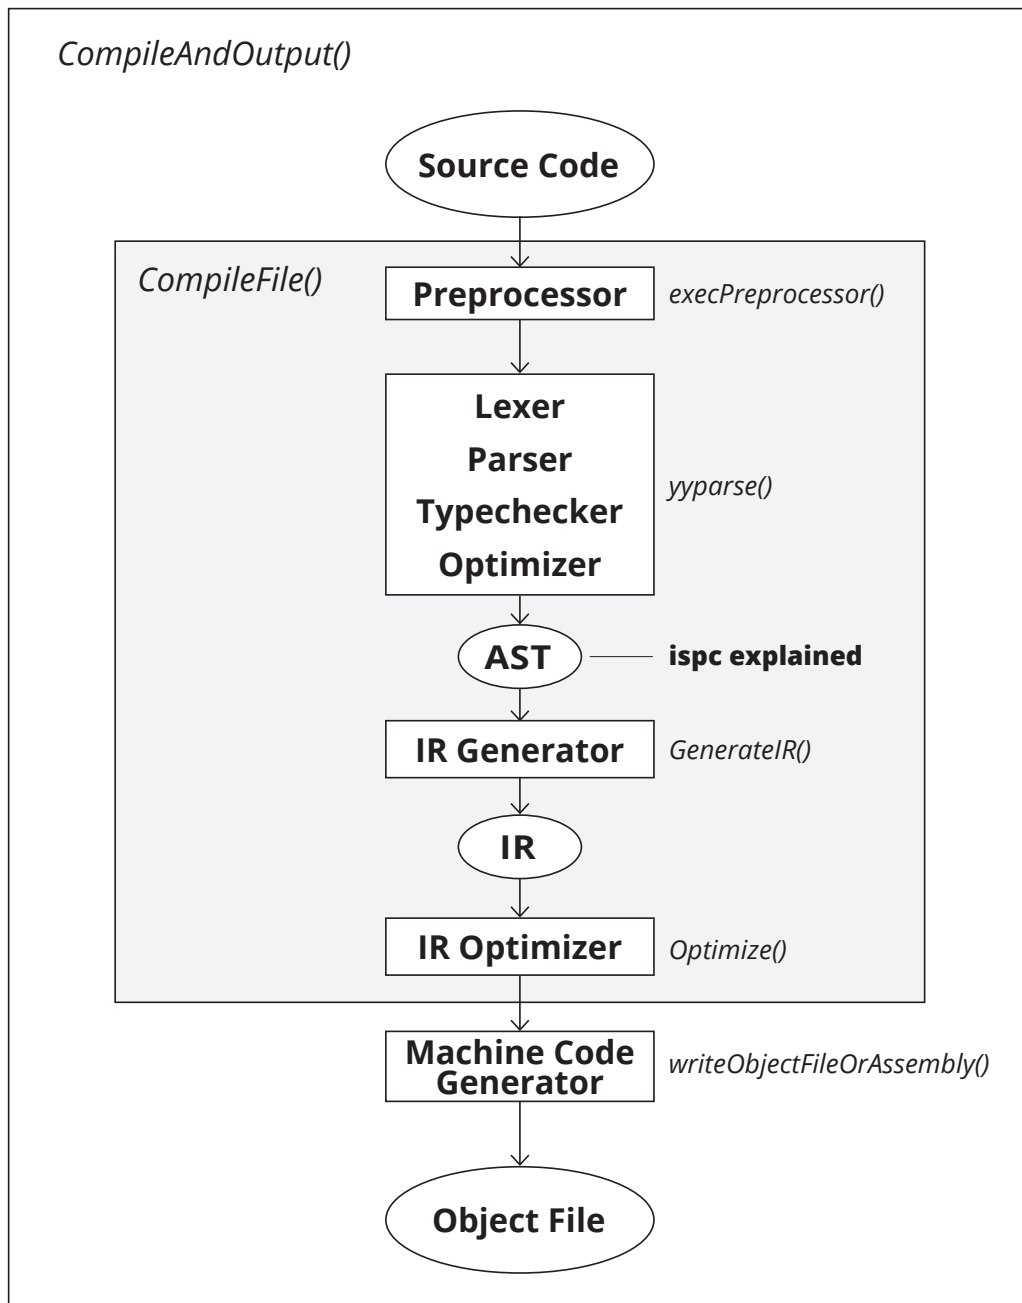 CompileAndOutput()
Source Code
CompileFile()
Preprocessor
execPreprocessor()
Lexer
Parser
Typechecker
Optimizer
yyparse()
AST
ispc explained
IR Generator
GenerateIR()
IR
IR Optimizer
Optimize()
Machine Code
Generator
writeObjectFileOrAssembly()
Object File